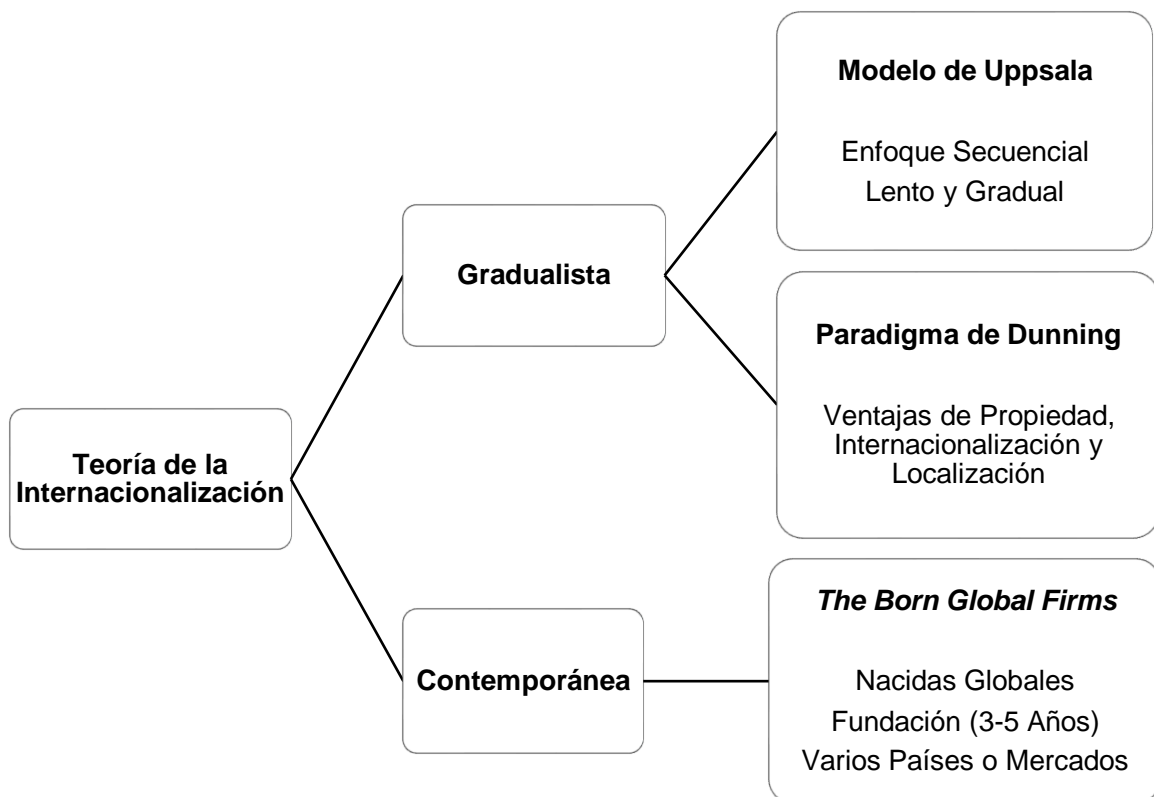 Teoría de la
Internacionalización
Gradualista
Modelo de Uppsala
Enfoque Secuencial
Lento y Gradual
Paradigma de Dunning
Ventajas de Propiedad,
Internacionalización y
Localización
Contemporánea
The Born Global Firms
Nacidas Globales
Fundación (3-5 Años)
Varios Países o Mercados